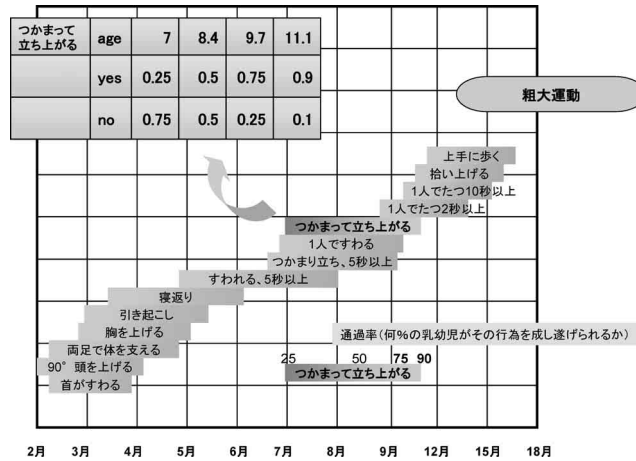 つかまって
立ち上がる
age 7 8.4 9.7 11.1
yes 0.25 0.5 0.75 0.9
no 0.75 0.5 0.25 0.1
粗大運動
上手に歩く
拾い上げる
1人でたつ10秒以上
1人でたつ2秒以上
つかまって立ち上がる
1人ですわる
つかまり立ち、5秒以上
すわれる、5秒以上
寝返り
引き起こし
胸を上げる
両足で体を支える
90°頭を上げる
首がすわる
通過率(何%の乳幼児がその行為を成し遂げられるか)
25 50 75 90
つかまって立ち上がる
2月 3月 4月 5月 6月 7月 8月 9月 12月 15月 18月